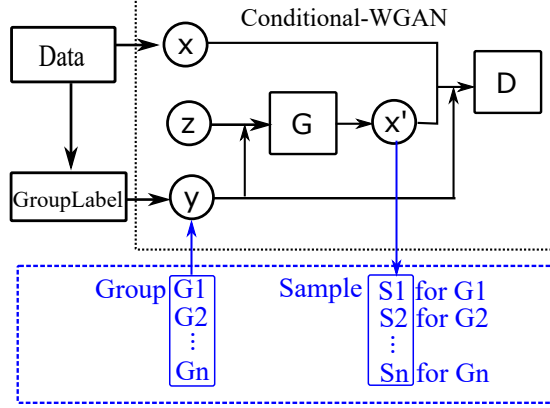 Conditional-WGAN
Data
x
D
z
G
x'
GroupLabel
y
Group G1
G2
⋮
Gn
Sample S1 for G1
S2 for G2
⋮
Sn for Gn